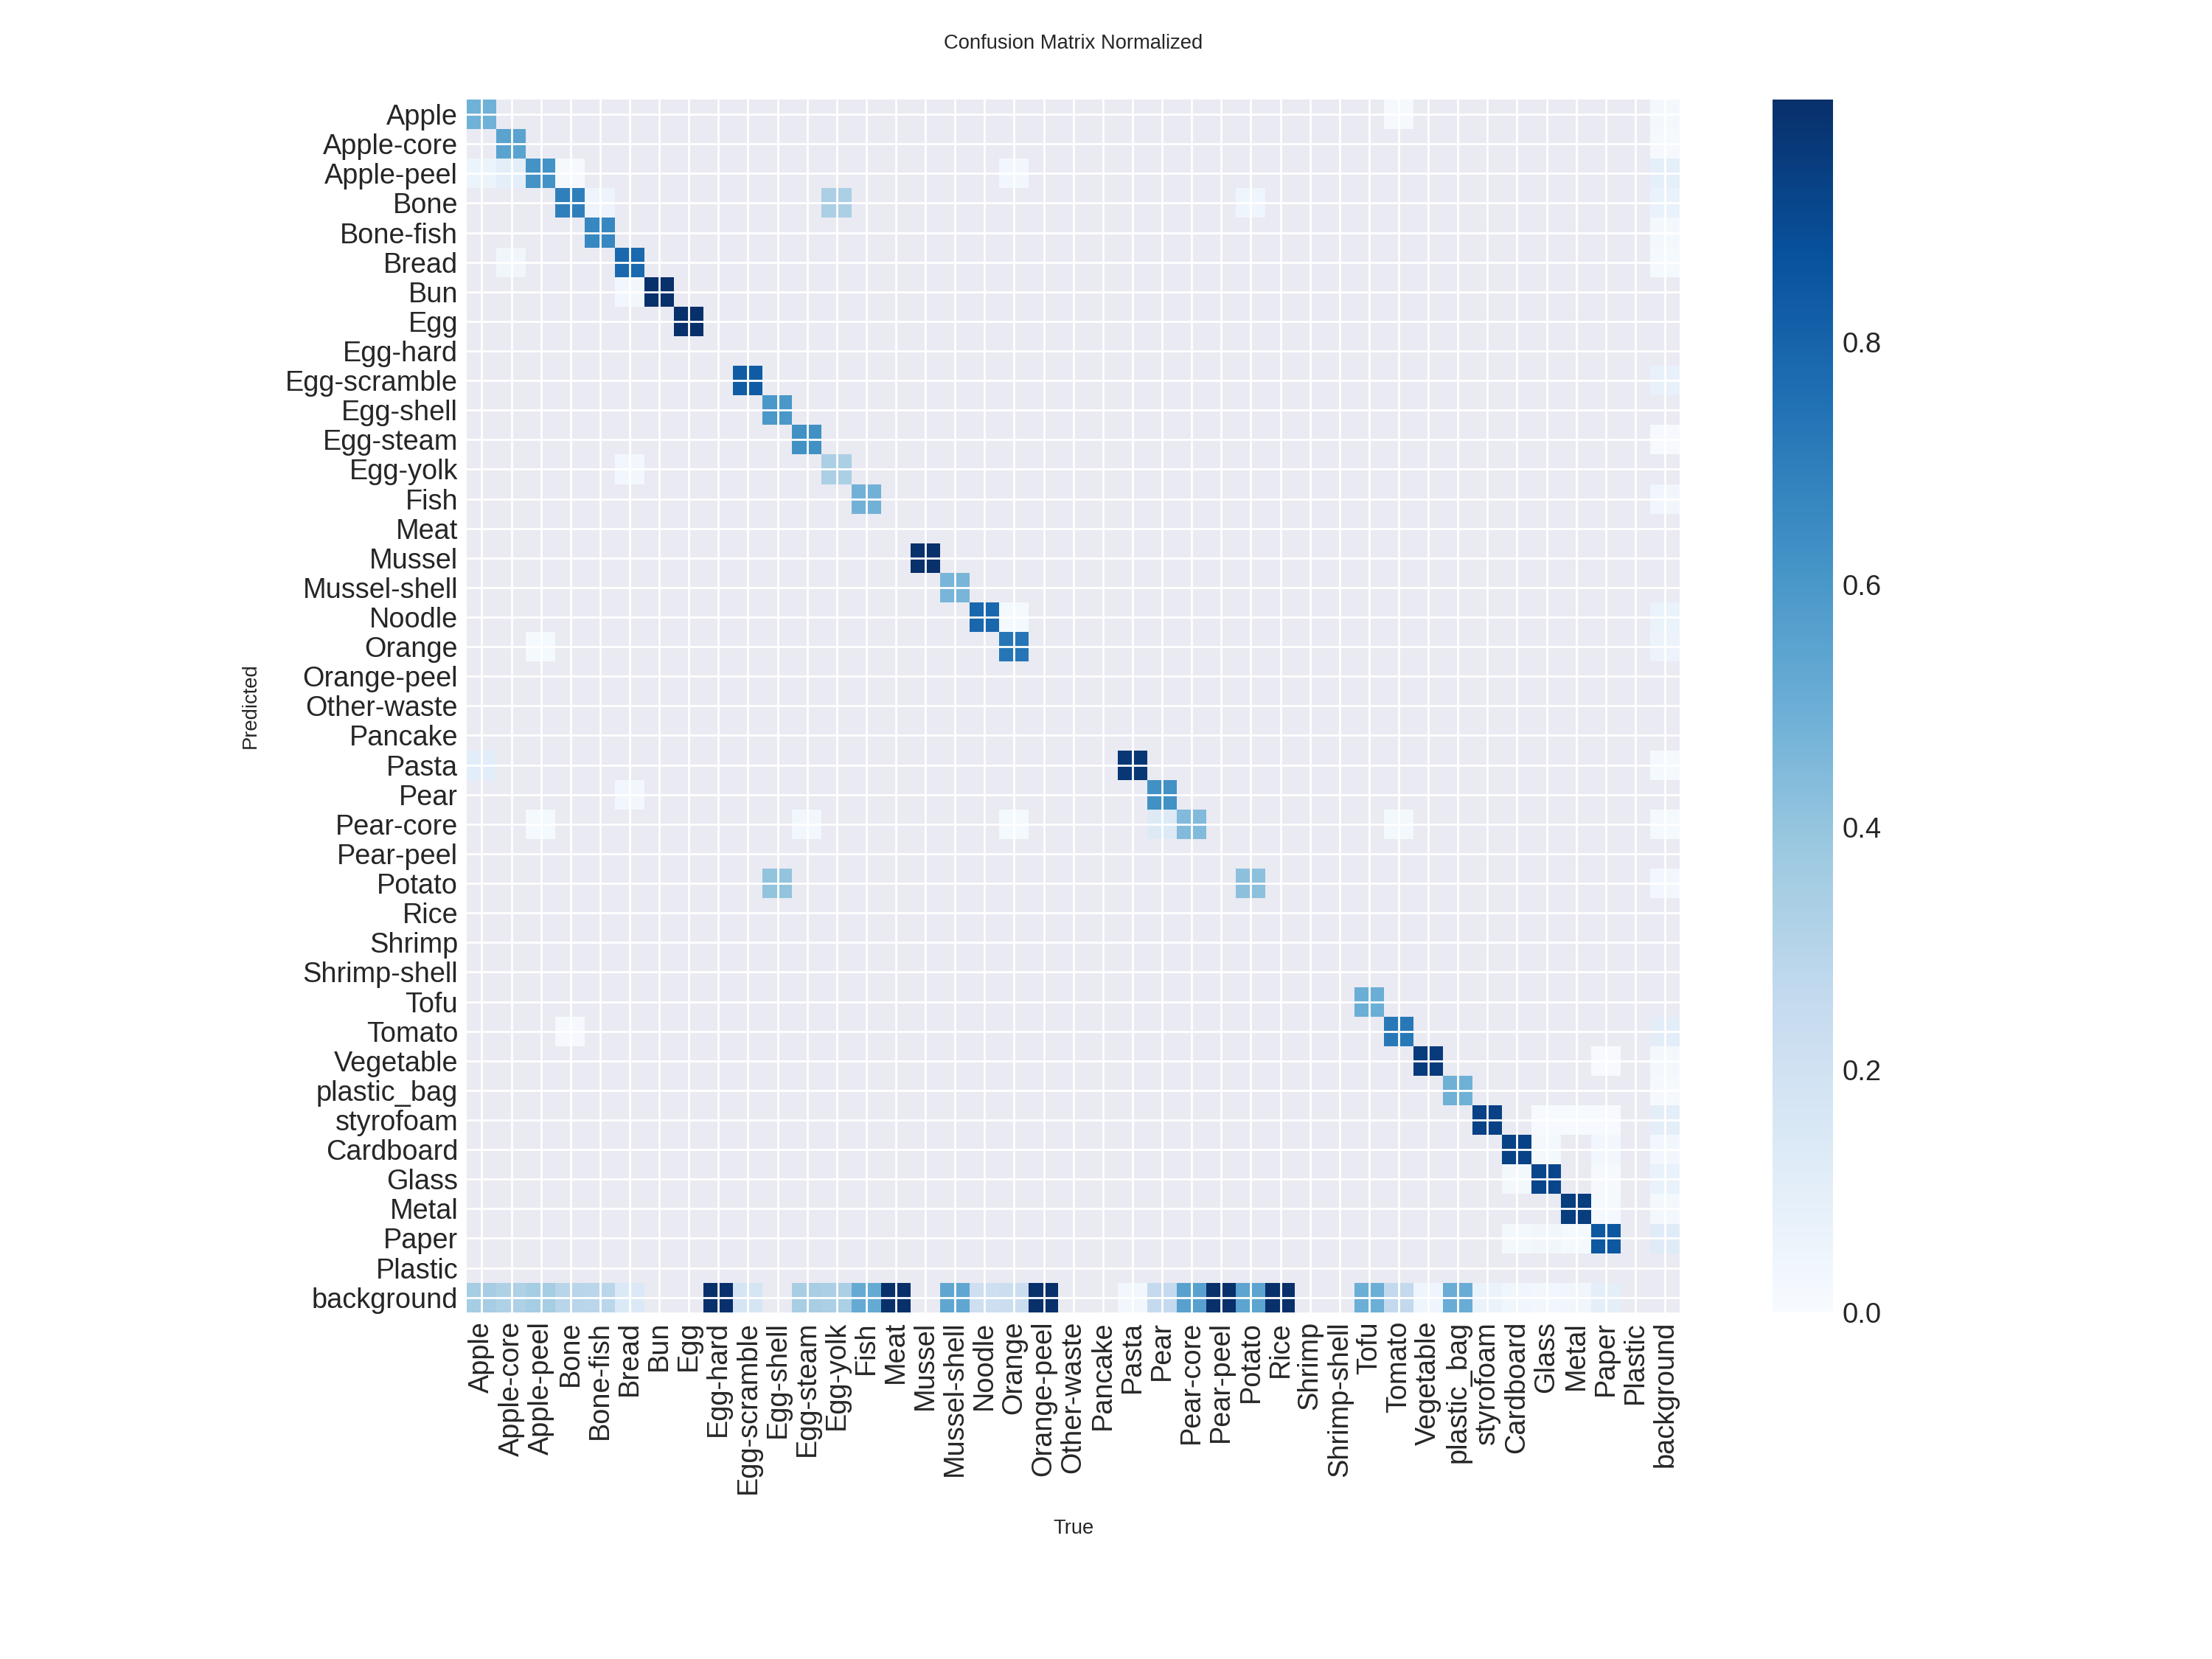 Confusion Matrix Normalized
Apple
Apple-core
Apple-peel
Bone
Bone-fish
Bread
Bun
Egg
Egg-hard
Egg-scramble
Egg-shell
Egg-steam
Egg-yolk
Fish
Meat
Mussel
Mussel-shell
Noodle
Orange
Orange-peel
Other-waste
Pancake
Pasta
Pear
Pear-core
Pear-peel
Potato
Rice
Shrimp
Shrimp-shell
Tofu
Tomato
Vegetable
plastic_bag
styrofoam
Cardboard
Glass
Metal
Paper
Plastic
background
Predicted
Apple
Apple-core
Apple-peel
Bone
Bone-fish
Bread
Bun
Egg
Egg-hard
Egg-scramble
Egg-shell
Egg-steam
Egg-yolk
Fish
Meat
Mussel
Mussel-shell
Noodle
Orange
Orange-peel
Other-waste
Pancake
Pasta
Pear
Pear-core
Pear-peel
Potato
Rice
Shrimp
Shrimp-shell
Tofu
Tomato
Vegetable
plastic_bag
styrofoam
Cardboard
Glass
Metal
Paper
Plastic
background
True
0.8
0.6
0.4
0.2
0.0